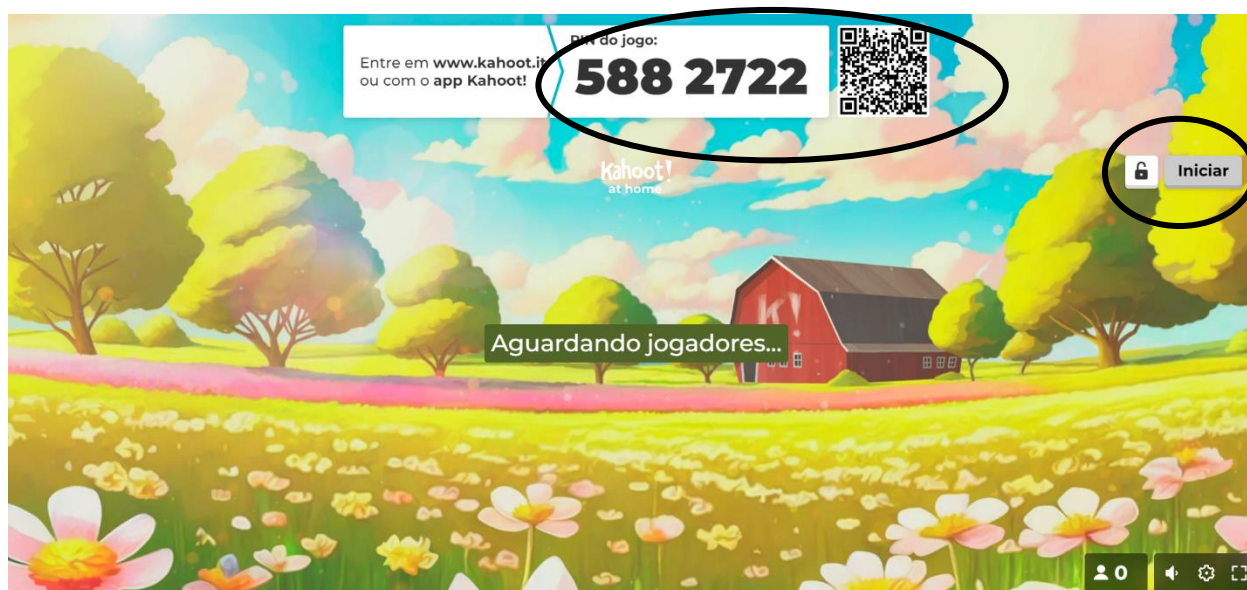 Entre em www.kahoot.it
ou com o app Kahoot!
PIN do jogo:
588 2722
Kahoot!
at home
Iniciar
K!
Aguardando jogadores...
0